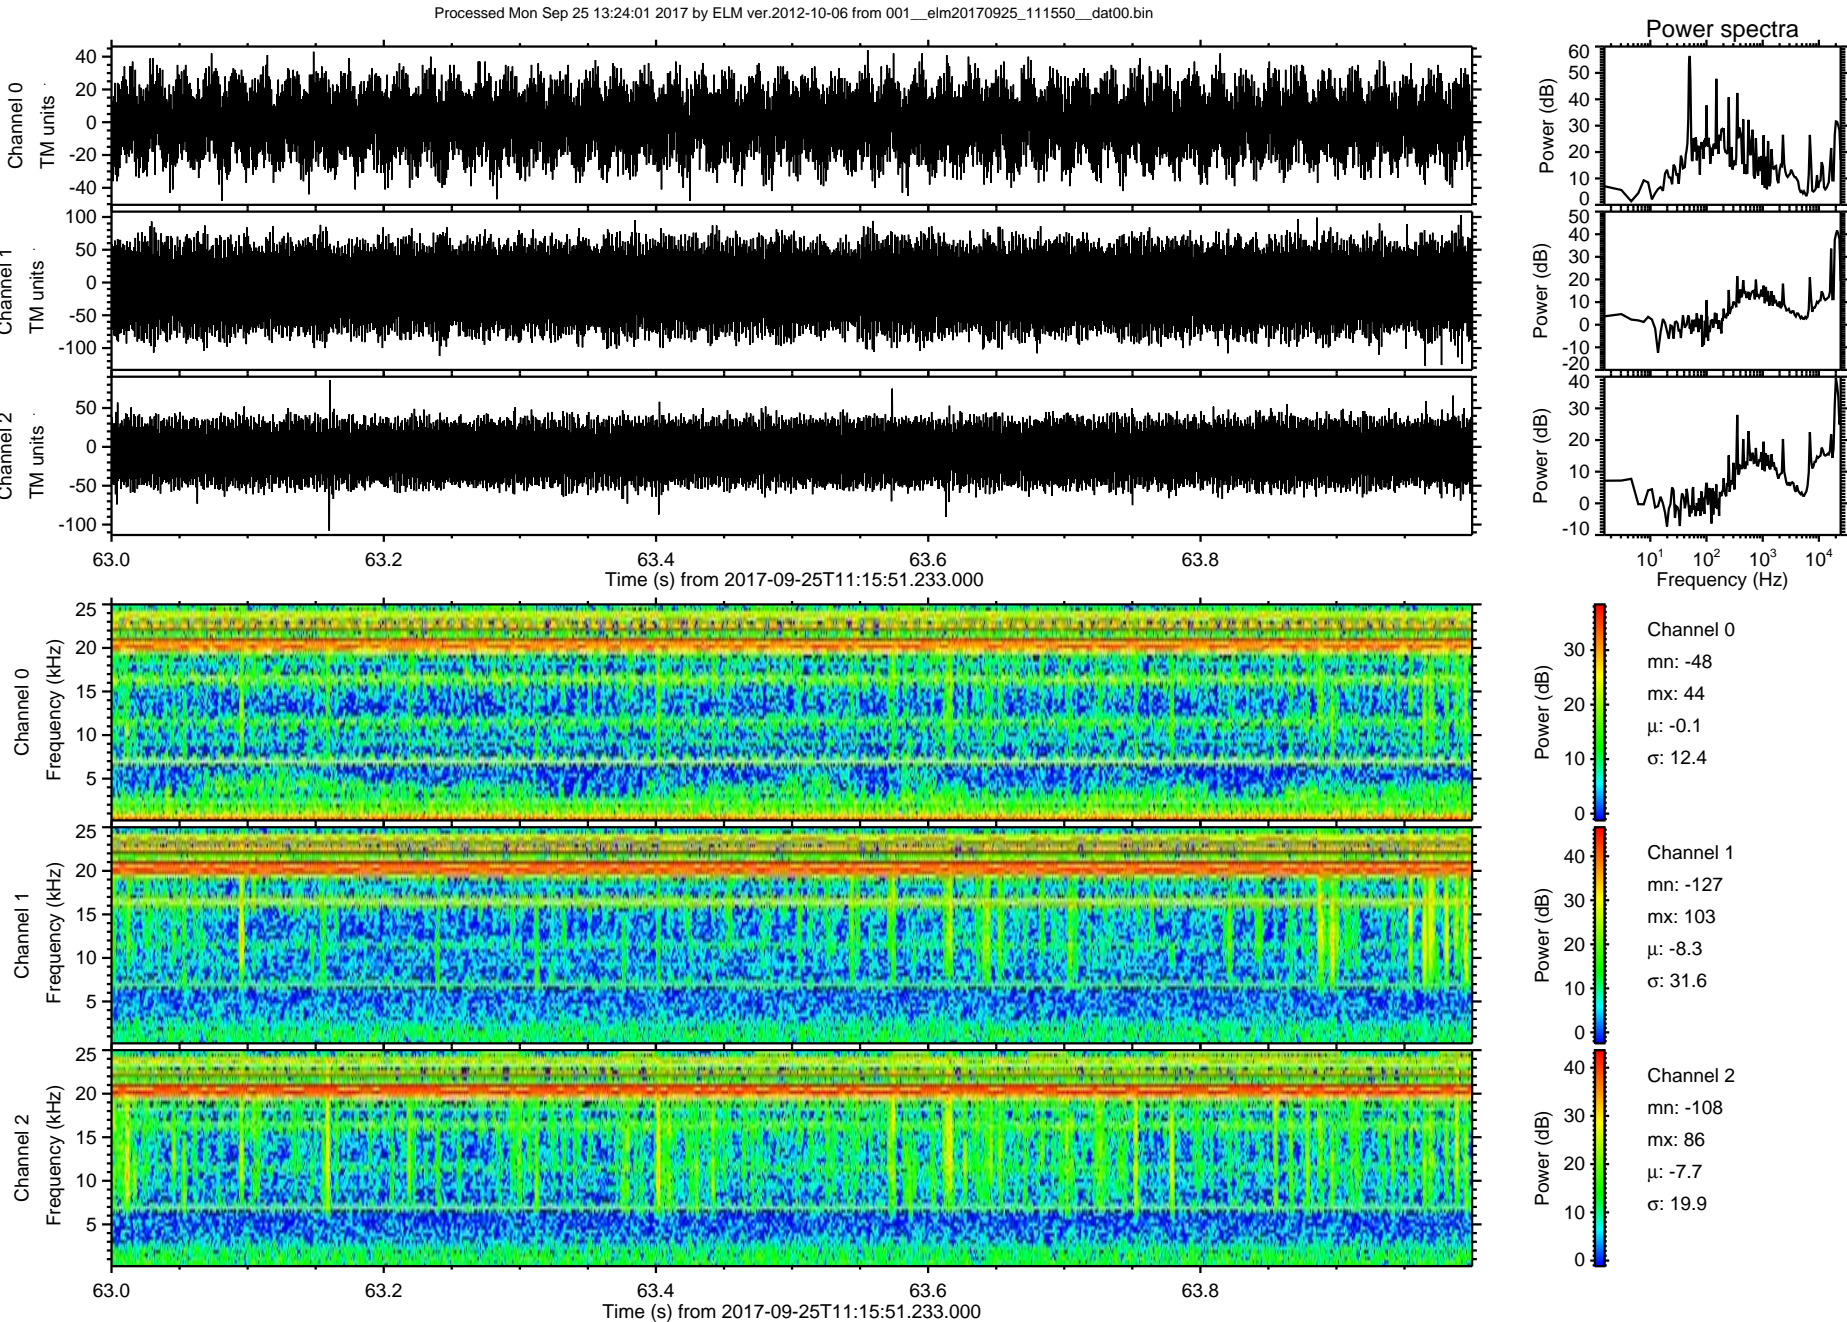 Processed Mon Sep 25 13:24:01 2017 by ELM ver.2012-10-06 from 001__elm20170925_111550__dat00.bin
Power spectra
Channel 0
TM units
40
20
0
-20
-40
Power (dB)
60
50
40
30
20
10
0
Channel 1
TM units
100
50
0
-50
-100
Power (dB)
50
40
30
20
10
0
-10
-20
Channel 2
TM units
50
0
-50
-100
Power (dB)
40
30
20
10
0
-10
63.0 63.2 63.4 63.6 63.8
Time (s) from 2017-09-25T11:15:51.233.000
10¹ 10² 10³ 10⁴
Frequency (Hz)
Channel 0
Frequency (kHz)
25
20
15
10
5
Power (dB)
30
20
10
0
Channel 0
mn: -48
mx: 44
μ: -0.1
σ: 12.4
Channel 1
Frequency (kHz)
25
20
15
10
5
Power (dB)
40
30
20
10
0
Channel 1
mn: -127
mx: 103
μ: -8.3
σ: 31.6
Channel 2
Frequency (kHz)
25
20
15
10
5
Power (dB)
40
30
20
10
0
Channel 2
mn: -108
mx: 86
μ: -7.7
σ: 19.9
63.0 63.2 63.4 63.6 63.8
Time (s) from 2017-09-25T11:15:51.233.000